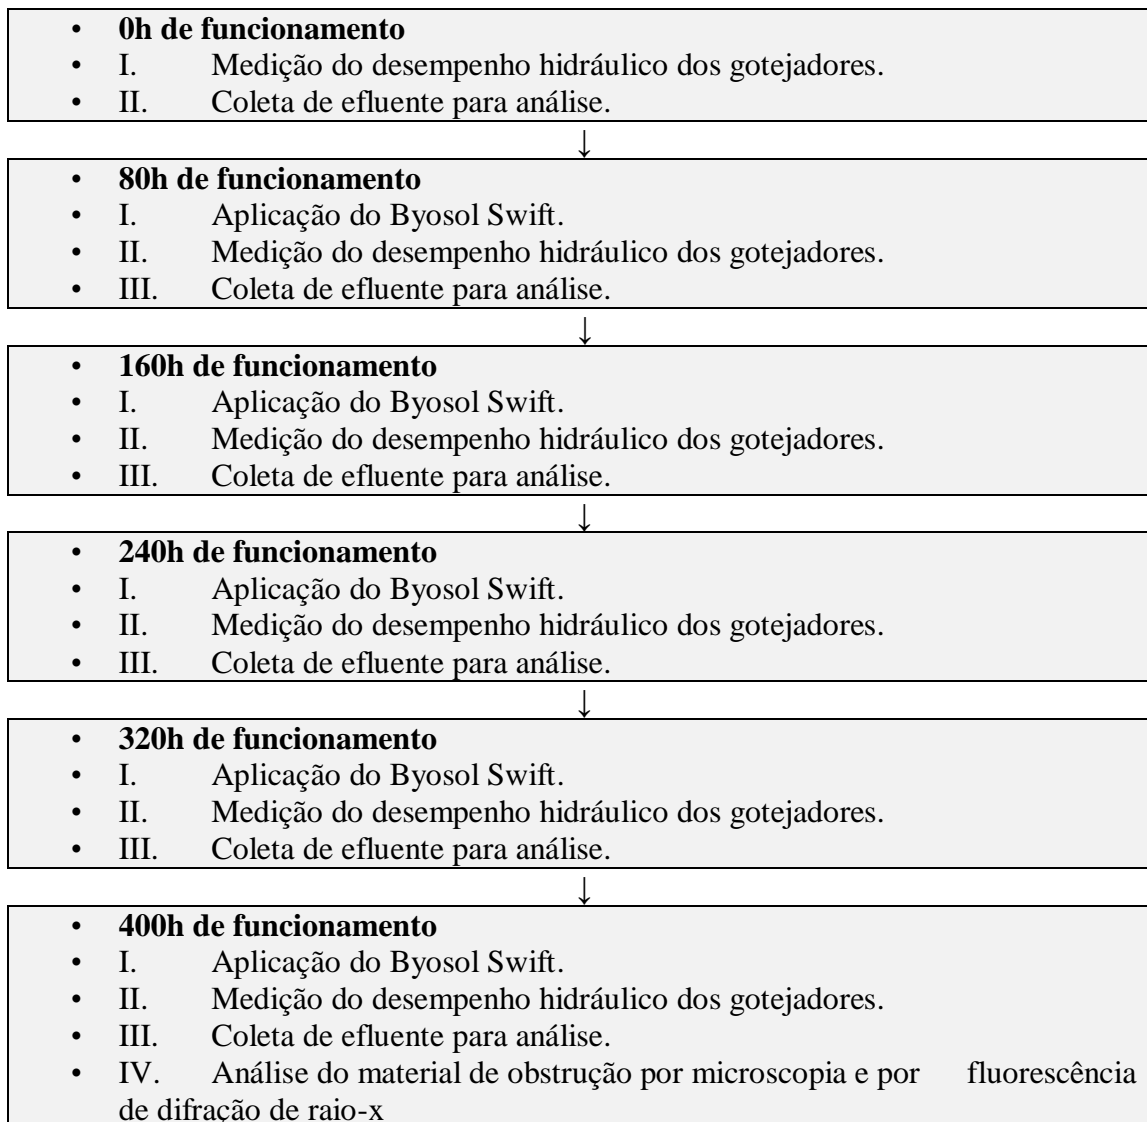 • 0h de funcionamento
• I. Medição do desempenho hidráulico dos gotejadores.
• II. Coleta de efluente para análise.
↓
• 80h de funcionamento
• I. Aplicação do Byosol Swift.
• II. Medição do desempenho hidráulico dos gotejadores.
• III. Coleta de efluente para análise.
↓
• 160h de funcionamento
• I. Aplicação do Byosol Swift.
• II. Medição do desempenho hidráulico dos gotejadores.
• III. Coleta de efluente para análise.
↓
• 240h de funcionamento
• I. Aplicação do Byosol Swift.
• II. Medição do desempenho hidráulico dos gotejadores.
• III. Coleta de efluente para análise.
↓
• 320h de funcionamento
• I. Aplicação do Byosol Swift.
• II. Medição do desempenho hidráulico dos gotejadores.
• III. Coleta de efluente para análise.
↓
• 400h de funcionamento
• I. Aplicação do Byosol Swift.
• II. Medição do desempenho hidráulico dos gotejadores.
• III. Coleta de efluente para análise.
• IV. Análise do material de obstrução por microscopia e por fluorescência
de difração de raio-x